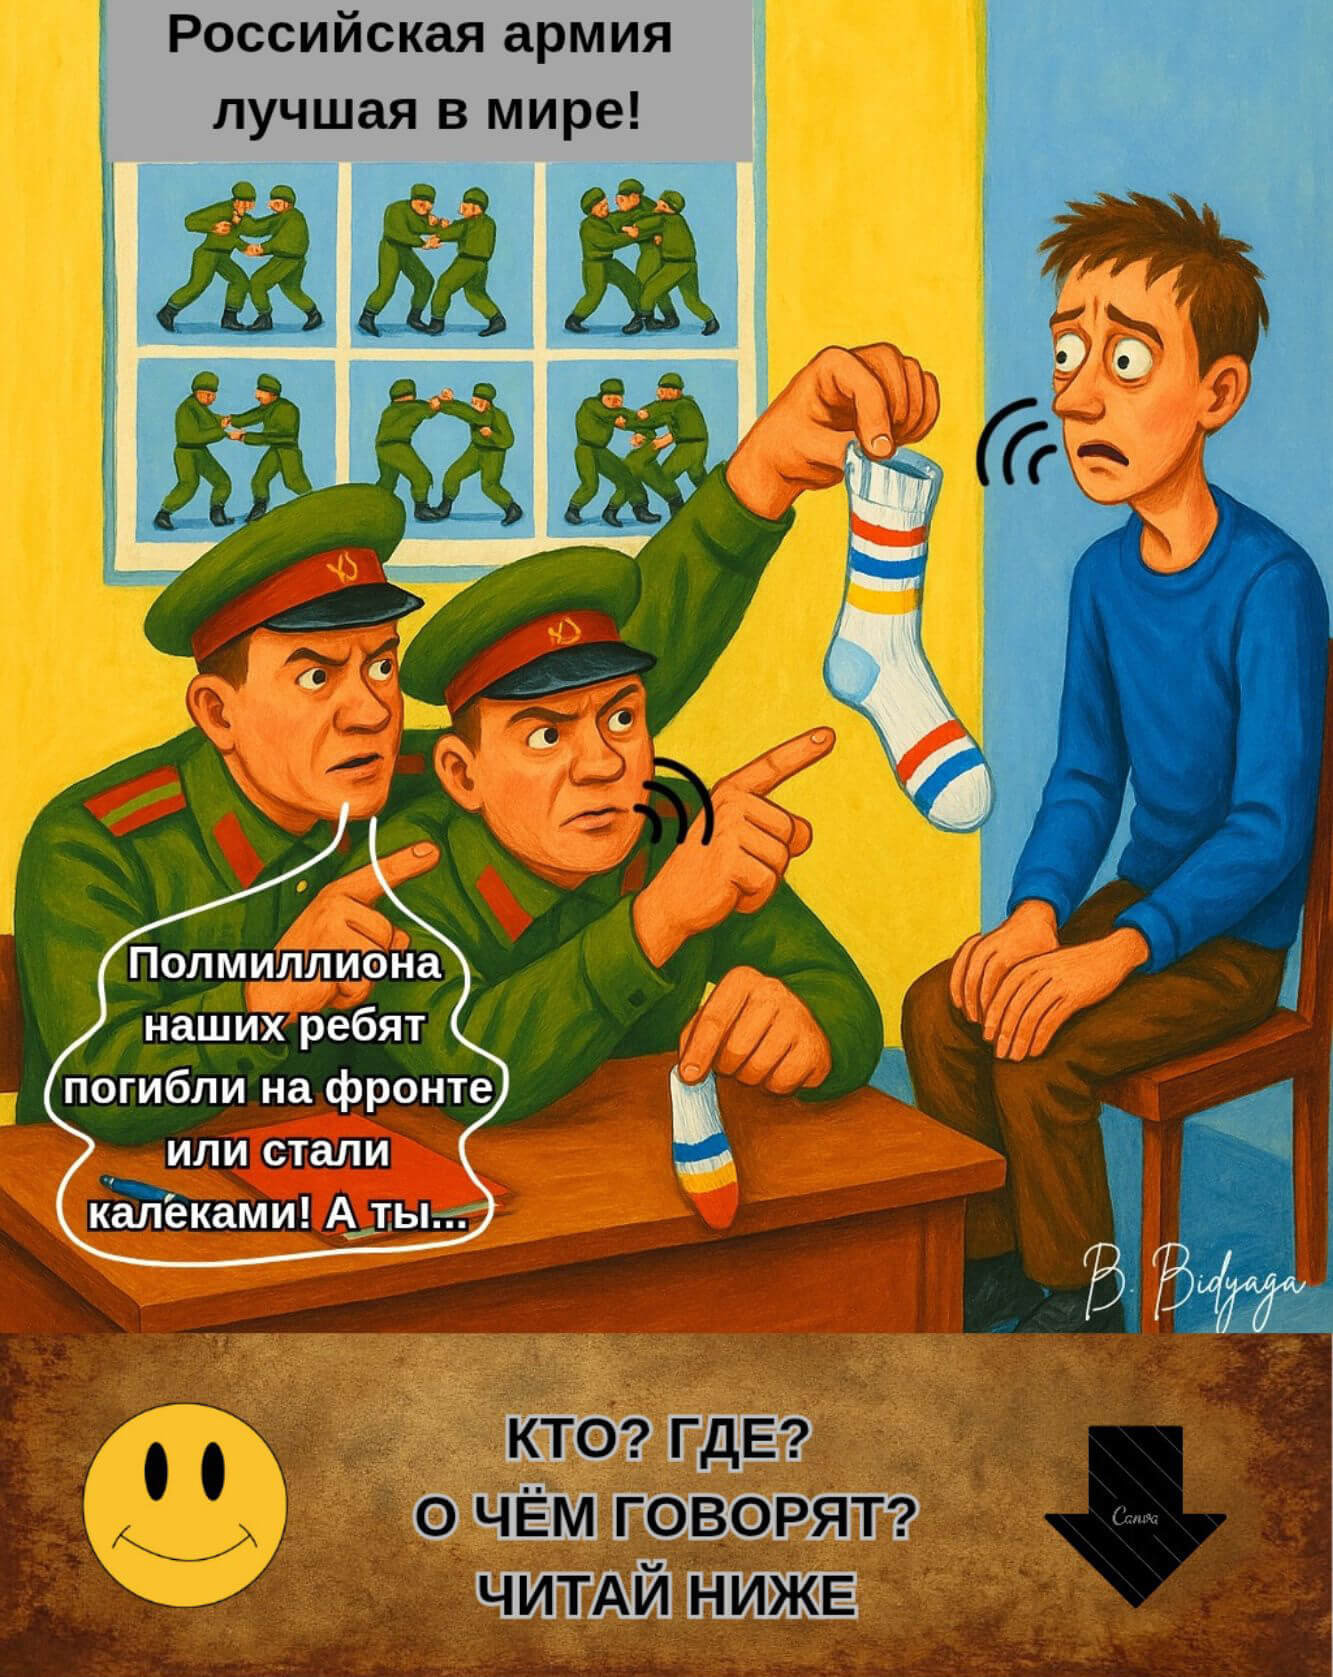 Российская армия
лучшая в мире!
Полмиллиона
наших ребят
погибли на фронте
или стали
калеками! А ты...
B. Bidyaga
КТО? ГДЕ?
О ЧЁМ ГОВОРЯТ?
ЧИТАЙ НИЖЕ
Canva